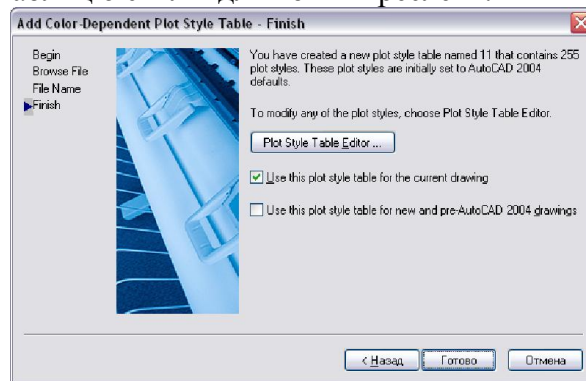 Add Color-Dependent Plot Style Table - Finish
Begin
Browse File
File Name
Finish
You have created a new plot style table named 11 that contains 255
plot styles. These plot styles are initially set to AutoCAD 2004
defaults.
To modify any of the plot styles, choose Plot Style Table Editor.
Plot Style Table Editor ...
Use this plot style table for the current drawing
Use this plot style table for new and pre-AutoCAD 2004 drawings
< Назад
Готово
Отмена